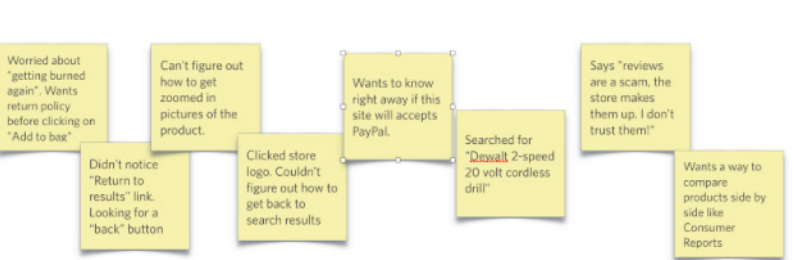 Worried about
"getting burned
again". Wants
return policy
before clicking on
"Add to bag"
Didn't notice
"Return to
results" link.
Looking for a
"back" button
Can't figure out
how to get
zoomed in
pictures of the
product.
Clicked store
logo. Couldn't
figure out how to
get back to
search results
Wants to know
right away if this
site will accepts
PayPal.
Searched for
"Dewalt 2-speed
20 volt cordless
drill"
Says "reviews
are a scam, the
store makes
them up. I don't
trust them!"
Wants a way to
compare
products side by
side like
Consumer
Reports